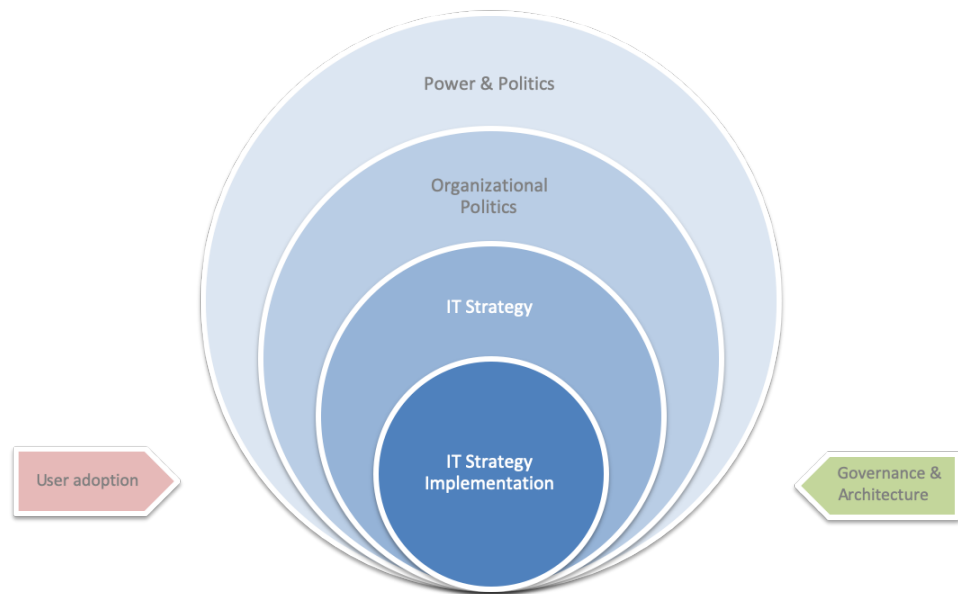 Power & Politics
Organizational
Politics
IT Strategy
IT Strategy
Implementation
User adoption
Governance &
Architecture